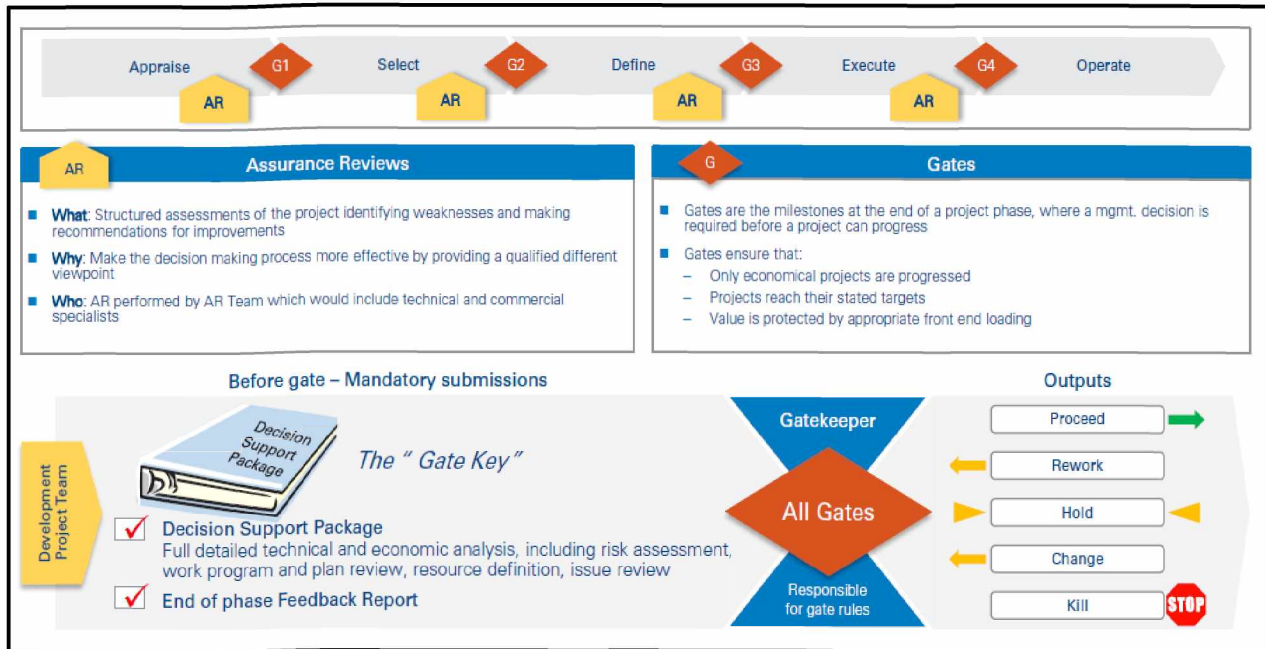 Appraise
G1
Select
G2
Define
G3
Execute
G4
Operate
AR
AR
AR
AR
AR
Assurance Reviews
What: Structured assessments of the project identifying weaknesses and making
recommendations for improvements
Why: Make the decision making process more effective by providing a qualified different
viewpoint
Who: AR performed by AR Team which would include technical and commercial
specialists
G
Gates
Gates are the milestones at the end of a project phase, where a mgmt. decision is
required before a project can progress
Gates ensure that:
– Only economical projects are progressed
– Projects reach their stated targets
– Value is protected by appropriate front end loading
Before gate – Mandatory submissions
Development
Project Team
Decision
Support
Package
The " Gate Key"
Decision Support Package
Full detailed technical and economic analysis, including risk assessment,
work program and plan review, resource definition, issue review
End of phase Feedback Report
Gatekeeper
All Gates
Responsible
for gate rules
Outputs
Proceed
Rework
Hold
Change
Kill
STOP